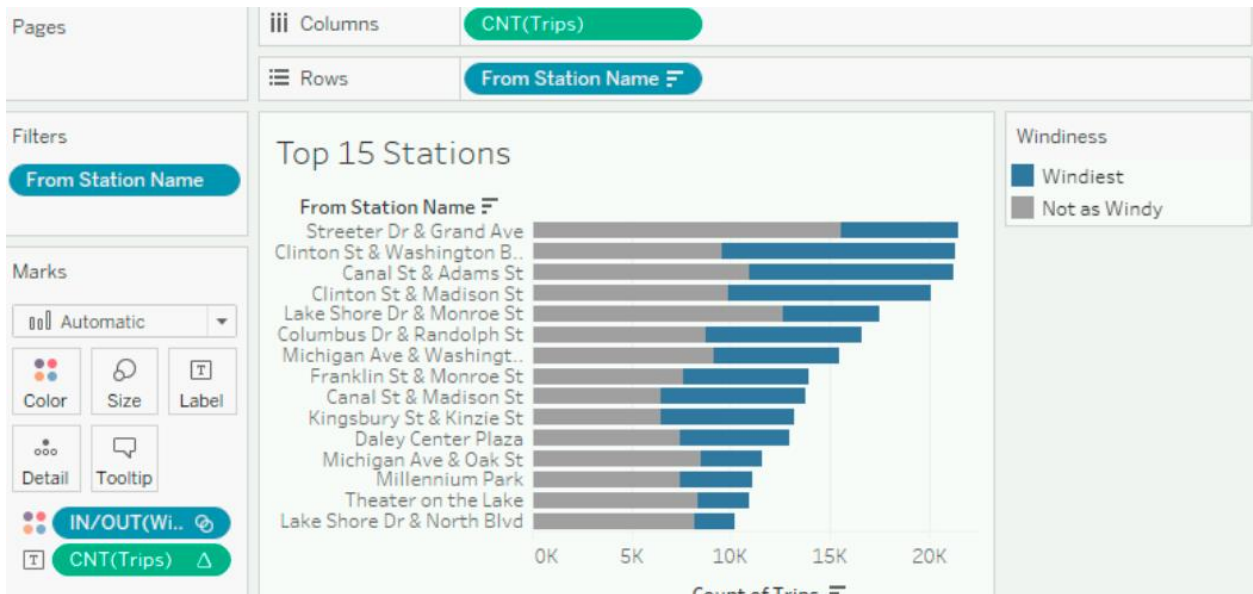 Pages
Columns
CNT(Trips)
Rows
From Station Name
Filters
From Station Name
Marks
Automatic
Color
Size
Label
Detail
Tooltip
IN/OUT(Wi..
CNT(Trips)
Top 15 Stations
From Station Name
Streeter Dr & Grand Ave
Clinton St & Washington B..
Canal St & Adams St
Clinton St & Madison St
Lake Shore Dr & Monroe St
Columbus Dr & Randolph St
Michigan Ave & Washingt..
Franklin St & Monroe St
Canal St & Madison St
Kingsbury St & Kinzie St
Daley Center Plaza
Michigan Ave & Oak St
Millennium Park
Theater on the Lake
Lake Shore Dr & North Blvd
0K 5K 10K 15K 20K
Count of Trips
Windiness
Windiest
Not as Windy